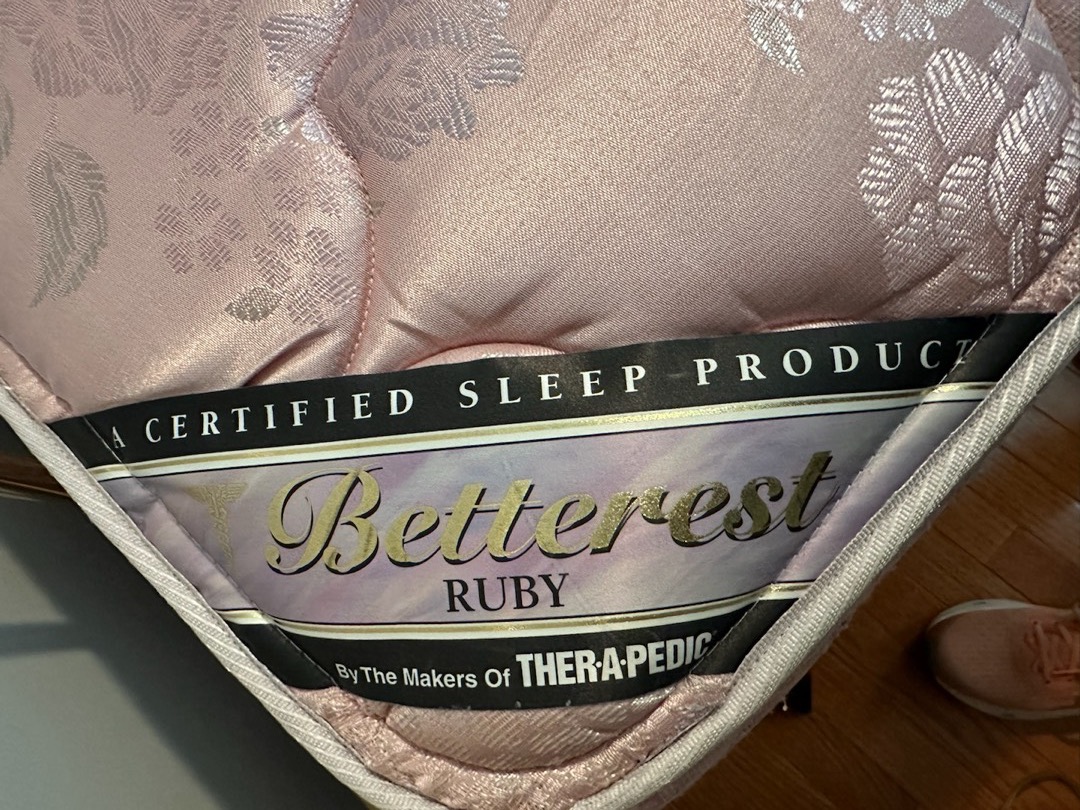 A CERTIFIED SLEEP PRODUCT
Betterest
RUBY
By The Makers Of THER·A·PEDIC